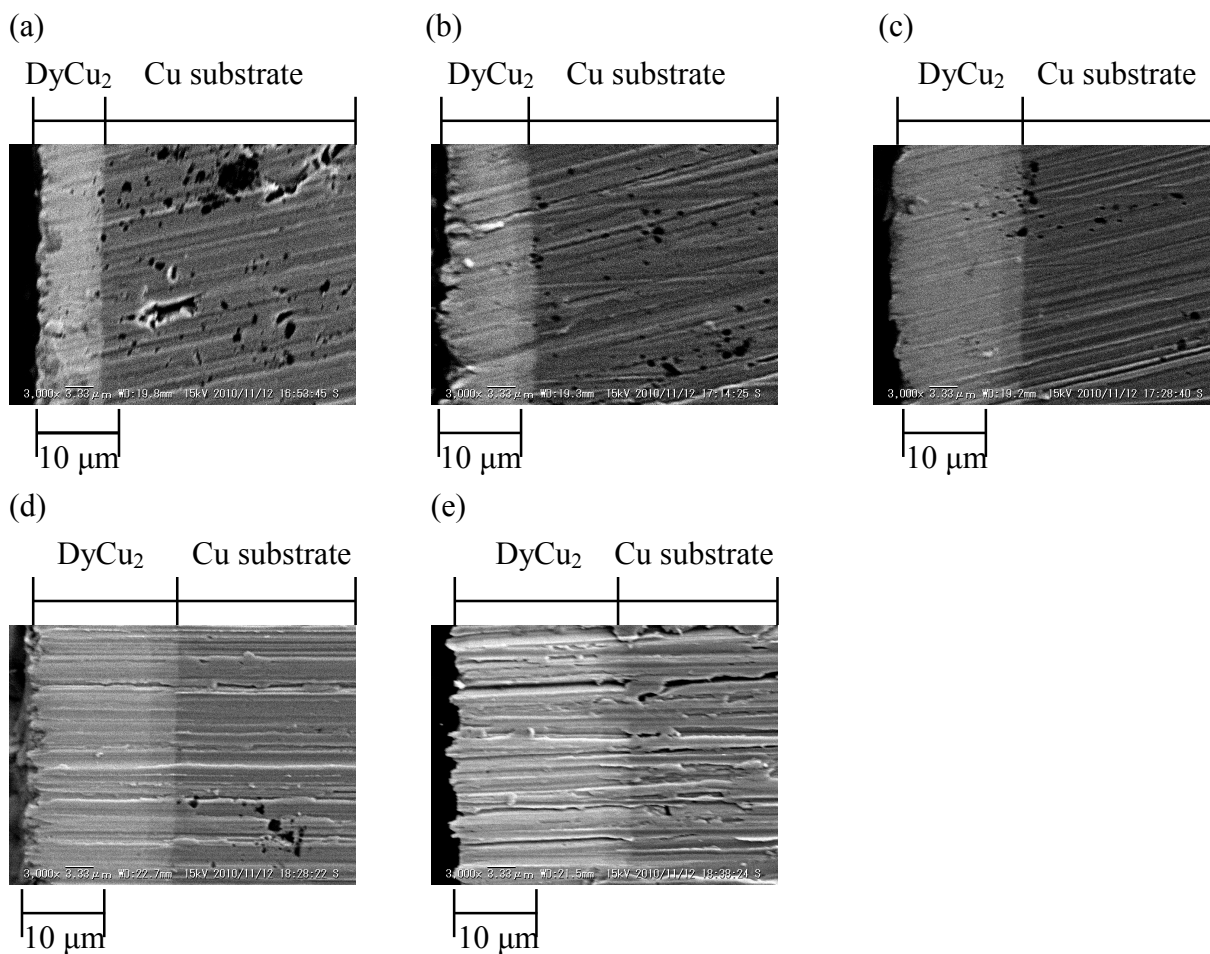 (a)
DyCu₂ Cu substrate
3,000x 3.33μm WD:19.8mm 15kV 2010/11/12 16:53:45 S
10 μm
(b)
DyCu₂ Cu substrate
3,000x 3.33μm WD:19.3mm 15kV 2010/11/12 17:14:25 S
10 μm
(c)
DyCu₂ Cu substrate
3,000x 3.33μm WD:19.2mm 15kV 2010/11/12 17:28:40 S
10 μm
(d)
DyCu₂ Cu substrate
3,000x 3.33μm WD:22.7mm 15kV 2010/11/12 18:28:22 S
10 μm
(e)
DyCu₂ Cu substrate
3,000x 3.33μm WD:21.5mm 15kV 2010/11/12 18:38:24 S
10 μm